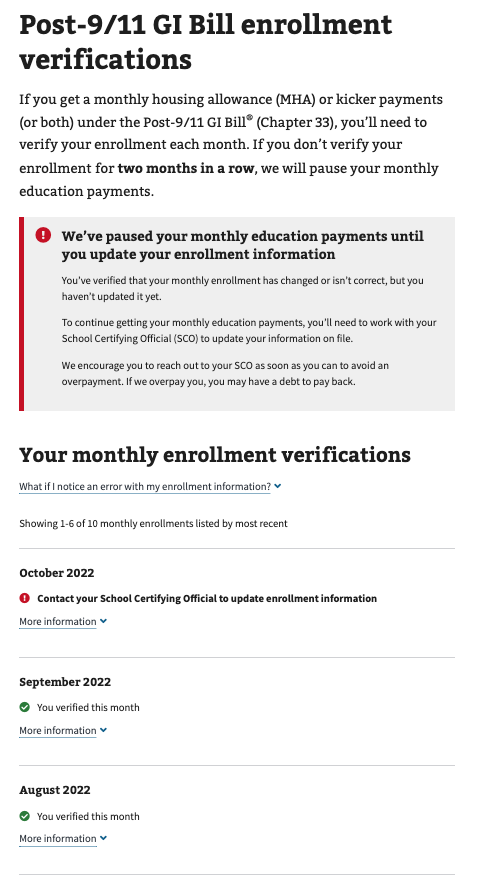 Post-9/11 GI Bill enrollment
verifications
If you get a monthly housing allowance (MHA) or kicker payments
(or both) under the Post-9/11 GI Bill® (Chapter 33), you’ll need to
verify your enrollment each month. If you don’t verify your
enrollment for two months in a row, we will pause your monthly
education payments.
We’ve paused your monthly education payments until
you update your enrollment information
You’ve verified that your monthly enrollment has changed or isn’t correct, but you
haven’t updated it yet.
To continue getting your monthly education payments, you’ll need to work with your
School Certifying Official (SCO) to update your information on file.
We encourage you to reach out to your SCO as soon as you can to avoid an
overpayment. If we overpay you, you may have a debt to pay back.
Your monthly enrollment verifications
What if I notice an error with my enrollment information?
Showing 1-6 of 10 monthly enrollments listed by most recent
October 2022
Contact your School Certifying Official to update enrollment information
More information
September 2022
You verified this month
More information
August 2022
You verified this month
More information